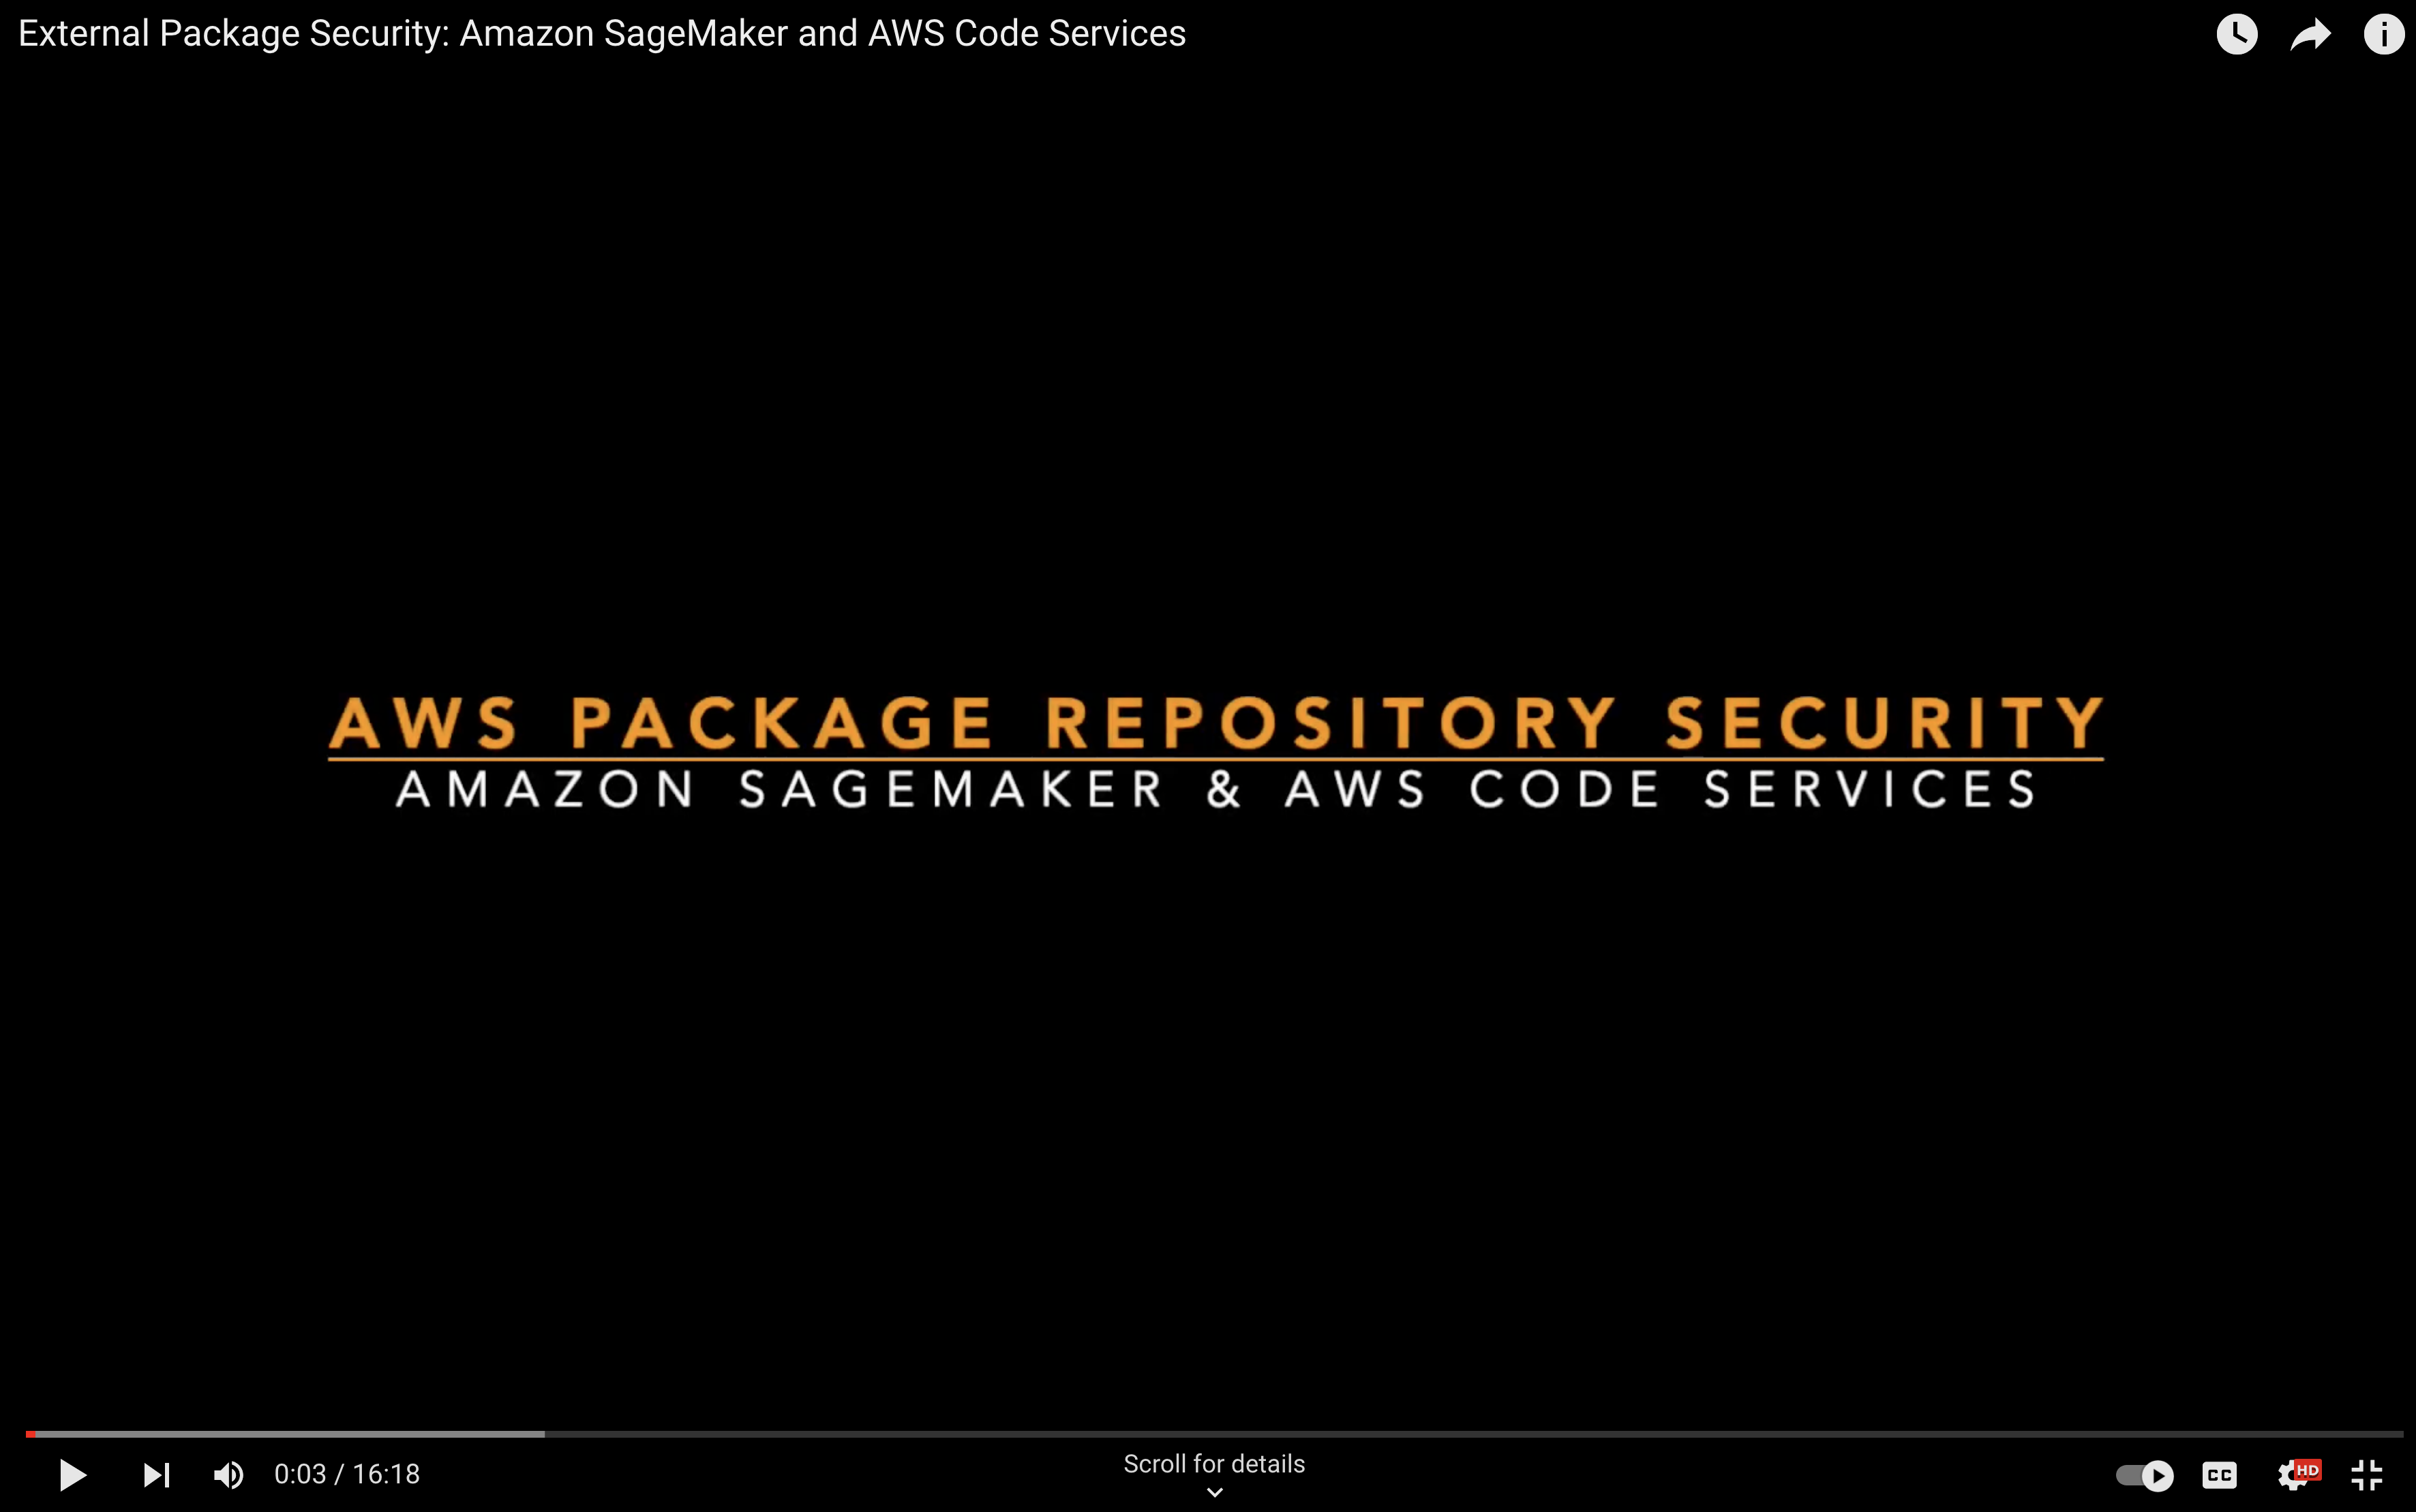 External Package Security: Amazon SageMaker and AWS Code Services
AWS PACKAGE REPOSITORY SECURITY
AMAZON SAGEMAKER & AWS CODE SERVICES
0:03 / 16:18
Scroll for details
CC
HD